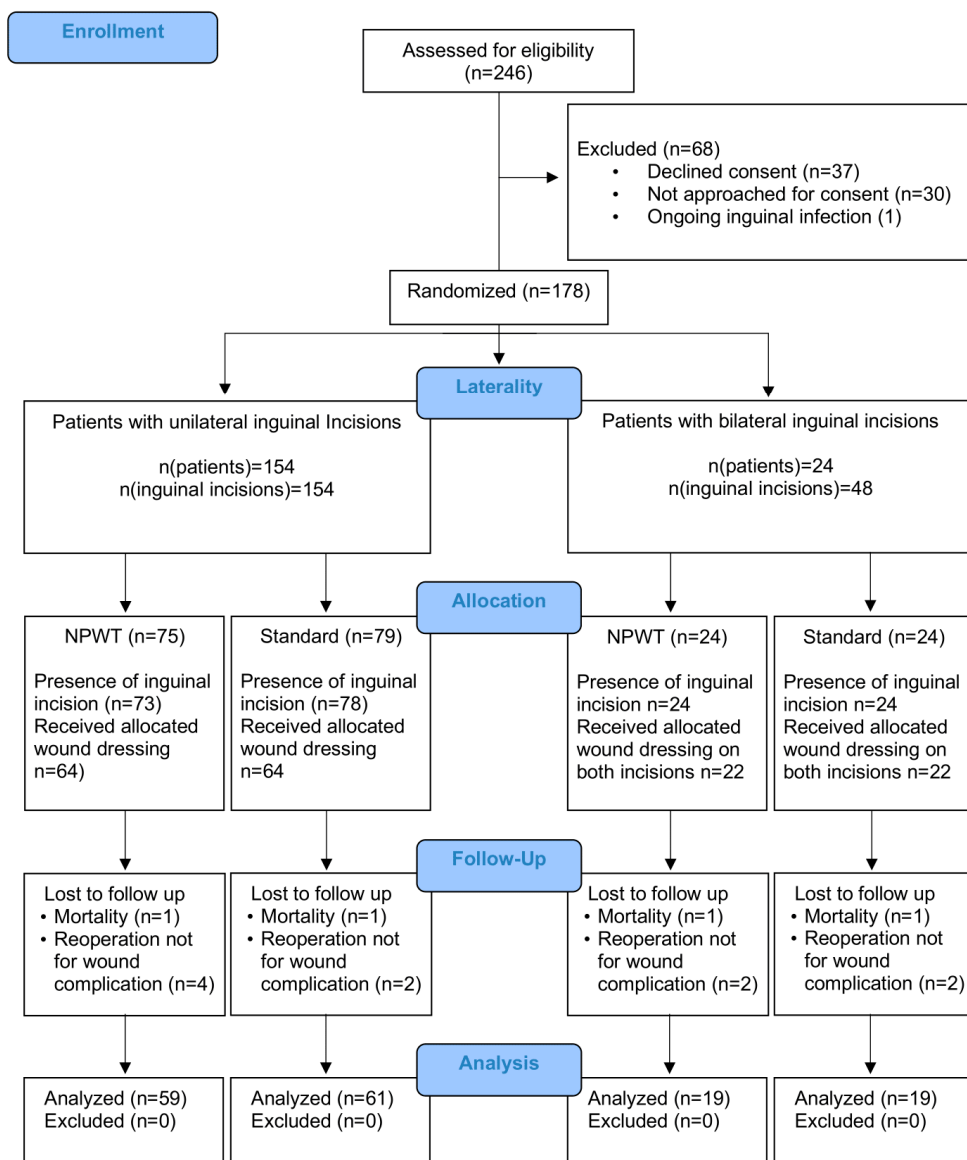 Enrollment
Assessed for eligibility
(n=246)
Excluded (n=68)
• Declined consent (n=37)
• Not approached for consent (n=30)
• Ongoing inguinal infection (1)
Randomized (n=178)
Laterality
Patients with unilateral inguinal Incisions
n(patients)=154
n(inguinal incisions)=154
Patients with bilateral inguinal incisions
n(patients)=24
n(inguinal incisions)=48
Allocation
NPWT (n=75)
Presence of inguinal
incision (n=73)
Received allocated
wound dressing
n=64)
Standard (n=79)
Presence of inguinal
incision (n=78)
Received allocated
wound dressing
n=64
NPWT (n=24)
Presence of inguinal
incision n=24
Received allocated
wound dressing on
both incisions n=22
Standard (n=24)
Presence of inguinal
incision n=24
Received allocated
wound dressing on
both incisions n=22
Follow-Up
Lost to follow up
• Mortality (n=1)
• Reoperation not
for wound
complication (n=4)
Lost to follow up
• Mortality (n=1)
• Reoperation not
for wound
complication (n=2)
Lost to follow up
• Mortality (n=1)
• Reoperation not
for wound
complication (n=2)
Lost to follow up
• Mortality (n=1)
• Reoperation not
for wound
complication (n=2)
Analysis
Analyzed (n=59)
Excluded (n=0)
Analyzed (n=61)
Excluded (n=0)
Analyzed (n=19)
Excluded (n=0)
Analyzed (n=19)
Excluded (n=0)